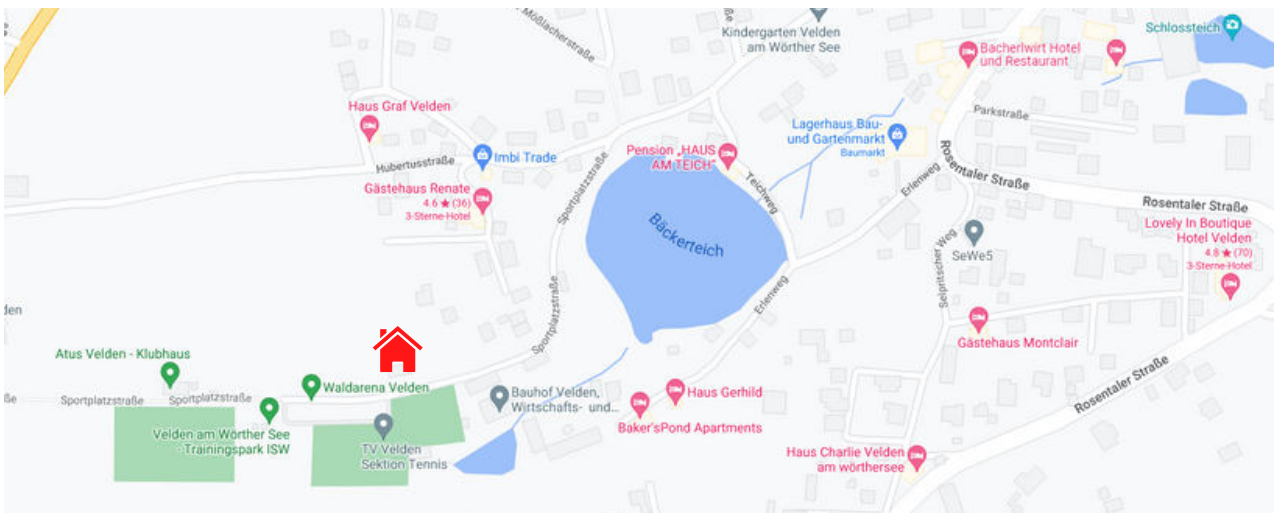 Mößlacherstraße
Kindergarten Velden
am Wörther See
Schlossteich
Bacherlwirt Hotel
und Restaurant
Haus Graf Velden
Parkstraße
Lagerhaus Bau-
und Gartenmarkt
Baumarkt
Hubertusstraße
Imbi Trade
Pension „HAUS
AM TEICH"
Rosentaler Straße
Gästehaus Renate
4.6 ★ (36)
3-Sterne-Hotel
Sportplatzstraße
Teichweg
Erlenweg
Rosentaler Straße
Bäckerteich
Lovely In Boutique
Hotel Velden
4.8 ★ (70)
3-Sterne-Hotel
Selpritscher Weg
SeWe5
den
Erlenweg
Sportplatzstraße
Gästehaus Montclair
Atus Velden - Klubhaus
Waldarena Velden
Bauhof Velden,
Wirtschafts- und...
Haus Gerhild
Rosentaler Straße
ße
Sportplatzstraße
Sportplatzstraße
Baker'sPond Apartments
Velden am Wörther See
- Trainingspark ISW
TV Velden
Sektion Tennis
Haus Charlie Velden
am wörthersee